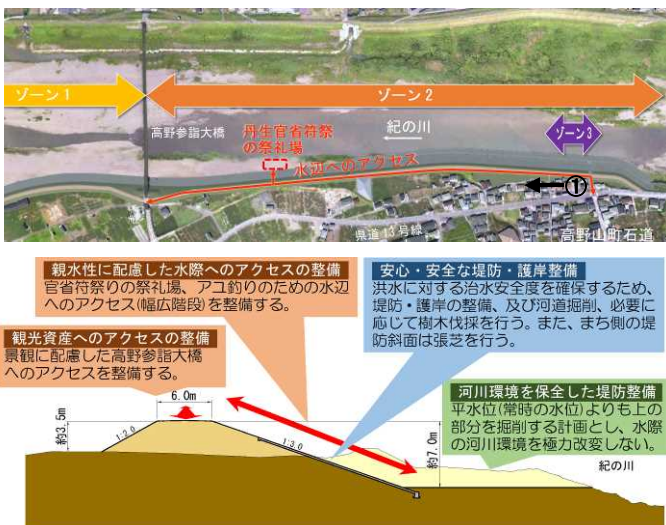 ゾーン1
ゾーン2
高野参詣大橋
丹生官省符祭
の祭礼場
紀の川
ゾーン3
水辺へのアクセス
①
県道13号線
高野山町石道
親水性に配慮した水際へのアクセスの整備
官省符祭りの祭礼場、アユ釣りのための水辺
へのアクセス(幅広階段)を整備する。
安心・安全な堤防・護岸整備
洪水に対する治水安全度を確保するため、
堤防・護岸の整備、及び河道掘削、必要に
応じて樹木伐採を行う。また、まち側の堤
防斜面は張芝を行う。
観光資産へのアクセスの整備
景観に配慮した高野参詣大橋
へのアクセスを整備する。
河川環境を保全した堤防整備
平水位(常時の水位)よりも上の
部分を掘削する計画とし、水際
の河川環境を極力改変しない。
6.0m
約3.5m
1:2.0
1:3.0
約7.0m
紀の川